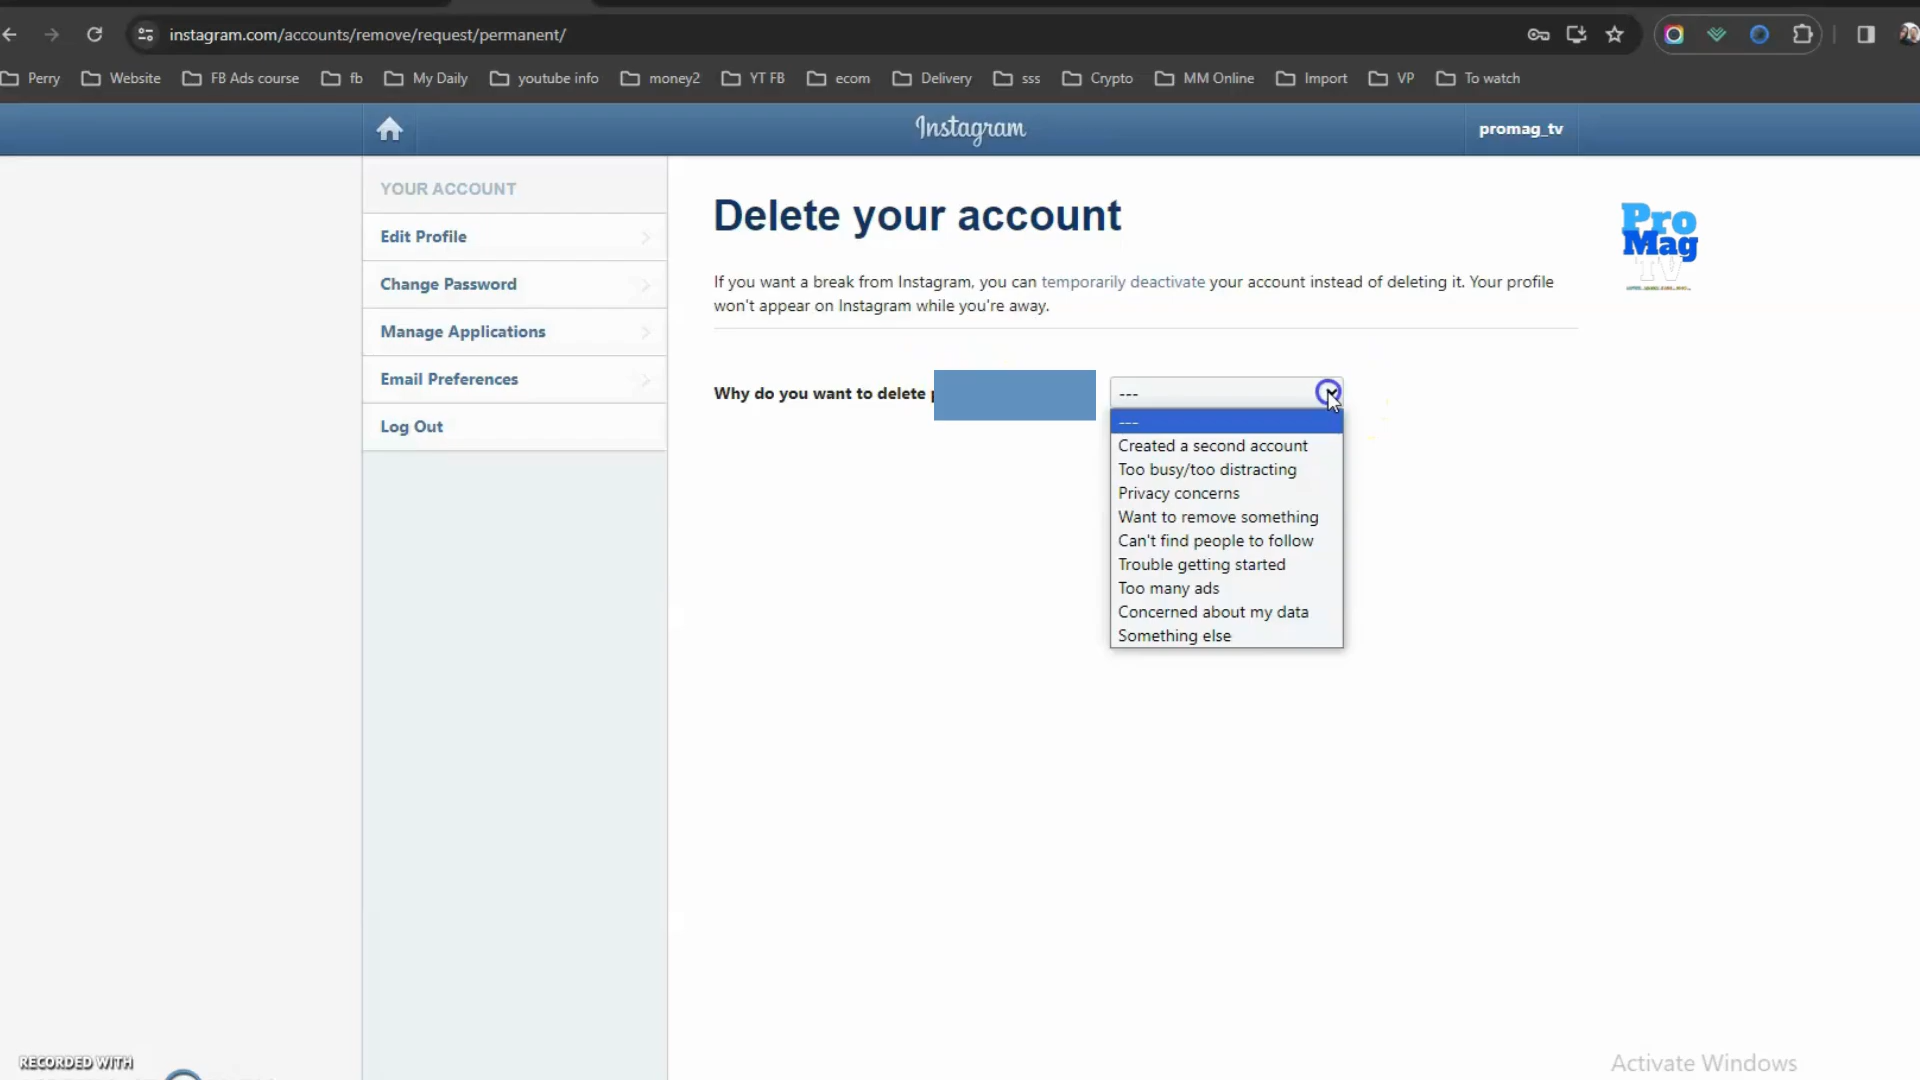 instagram.com/accounts/remove/request/permanent/
Perry
Website
FB Ads course
fb
My Daily
youtube info
money2
YT FB
ecom
Delivery
sss
Crypto
MM Online
Import
VP
To watch
Instagram
promag_tv
YOUR ACCOUNT
Edit Profile
Change Password
Manage Applications
Email Preferences
Log Out
Delete your account
If you want a break from Instagram, you can temporarily deactivate your account instead of deleting it. Your profile
won't appear on Instagram while you're away.
Why do you want to delete
---
---
Created a second account
Too busy/too distracting
Privacy concerns
Want to remove something
Can't find people to follow
Trouble getting started
Too many ads
Concerned about my data
Something else
Pro
Mag
TV
RECORDED WITH
Activate Windows